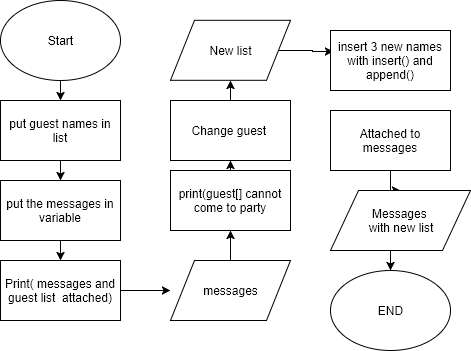 Start
put guest names in
list
put the messages in
variable
Print( messages and
guest list attached)
messages
print(guest[] cannot
come to party
Change guest
New list
insert 3 new names
with insert() and
append()
Attached to
messages
Messages
with new list
END